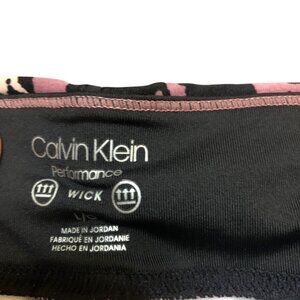 Calvin Klein
Performance
WICK
MADE IN JORDAN
FABRIQUÉ EN JORDANIE
HECHO EN JORDANIA